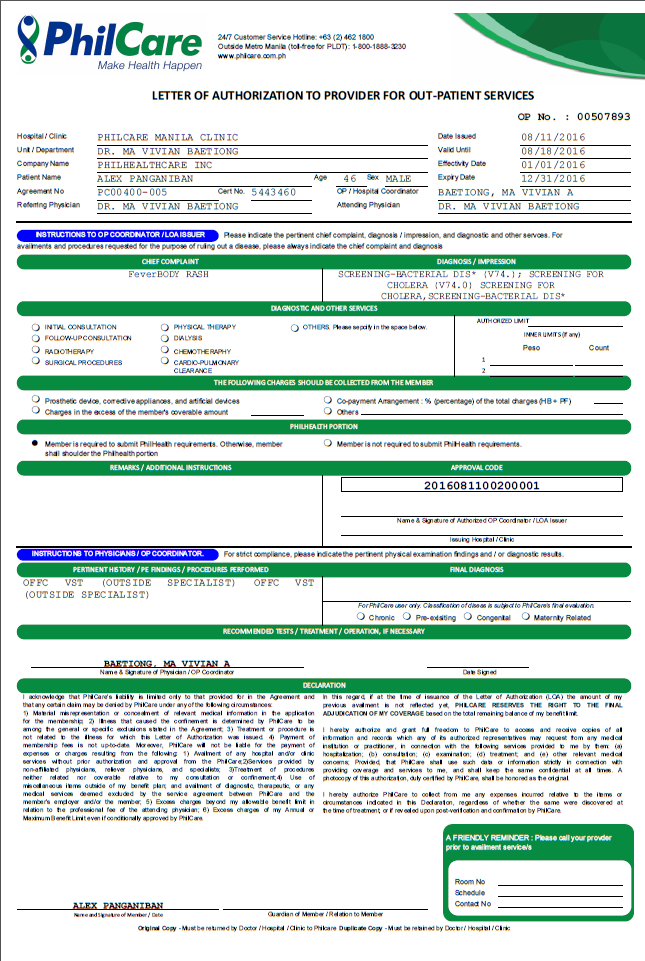 PhilCare
Make Health Happen
24/7 Customer Service Hotline: +63 (2) 462 1800
Outside Metro Manila (toll-free for PLDT): 1-800-1888-3230
www.philcare.com.ph
LETTER OF AUTHORIZATION TO PROVIDER FOR OUT-PATIENT SERVICES
OP No. : 00507893
Hospital / Clinic PHILCARE MANILA CLINIC Date Issued 08/11/2016
Unit / Department DR. MA VIVIAN BAETIONG Valid Until 08/18/2016
Company Name PHILHEALTHCARE INC Effectivity Date 01/01/2016
Patient Name ALEX PANGANIBAN Age 46 Sex MALE Expiry Date 12/31/2016
Agreement No PC00400-005 Cert No. 5443460 OP / Hospital Coordinator BAETIONG, MA VIVIAN A
Referring Physician DR. MA VIVIAN BAETIONG Attending Physician DR. MA VIVIAN BAETIONG
INSTRUCTIONS TO OP COORDINATOR / LOA ISSUER Please indicate the pertinent chief complaint, diagnosis / impression, and diagnostic and other servces. For
availments and procedures requested for the purpose of ruling out a disease, please always indicate the chief complaint and diagnosis
CHIEF COMPLAINT DIAGNOSIS / IMPRESSION
FeverBODY RASH
SCREENING-BACTERIAL DIS* (V74.); SCREENING FOR
CHOLERA (V74.0) SCREENING FOR
CHOLERA,SCREENING-BACTERIAL DIS*
DIAGNOSTIC AND OTHER SERVICES
INITIAL CONSULTATION
FOLLOW-UP CONSULTATION
RADIOTHERAPY
SURGICAL PROCEDURES
PHYSICAL THERAPY
DIALYSIS
CHEMOTHERAPHY
CARDIO-PULMONARY
CLEARANCE
OTHERS. Please sepcify in the space below.
AUTHORIZED LIMIT
INNER LIMITS (If any)
Peso Count
1
2
THE FOLLOWING CHARGES SHOULD BE COLLECTED FROM THE MEMBER
Prosthetic device, corrective appliances, and artificial devices
Charges in the excess of the member's coverable amount
Co-payment Arrangement : % (percentage) of the total charges (HB + PF)
Others
PHILHEALTH PORTION
Member is required to submit PhilHealth requirements. Otherwise, member
shall shoulder the Philhealth portion
Member is not required to submit PhilHealth requirements.
REMARKS / ADDITIONAL INSTRUCTIONS APPROVAL CODE
2016081100200001
Name & Signature of Authorized OP Coordinator / LOA Issuer
Issuing Hospital / Clinic
INSTRUCTIONS TO PHYSICIANS / OP COORDINATOR. For strict compliance, please indicate the pertinent physical examination findings and / or diagnostic results.
PERTINENT HISTORY / PE FINDINGS / PROCEDURES PERFORMED FINAL DIAGNOSIS
OFFC VST (OUTSIDE SPECIALIST) OFFC VST
(OUTSIDE SPECIALIST)
For PhilCare user only. Classification of diseas is subject to PhilCare's final evaluation.
Chronic Pre-exisiting Congenital Maternity Related
RECOMMENDED TESTS / TREATMENT / OPERATION, IF NECESSARY
BAETIONG, MA VIVIAN A
Name & Signature of Physician / OP Coordinator Date Signed
DECLARATION
I acknowledge that PhilCare's liability is limited only to that provided for in the Agreement and
that any certain claim may be denied by PhilCare under any of the following circumstances:
1) Material misrepresentation or concealment of relevant medical information in the application
for the membership; 2) Illness that caused the confinement is determined by PhilCare to be
among the general or specific exclusions stated in the Agreement; 3) Treatment or procedure is
not related to the illness for which this Letter of Authorization was issued. 4) Payment of
membership fees is not up-to-date. Moreover, PhilCare will not be liable for the payment of
expenses or charges resulting from the following: 1) Availment of any hospital and/or clinic
services without prior authorization and approval from the PhilCare;2)Services provided by
non-affiliated physicians, reliever physicians, and specialists; 3)Treatment of procedures
neither related nor coverable relative to my consultation or confinement;4) Use of
miscellaneous items outside of my benefit plan; and availment of diagnostic, therapeutic, or any
medical services deemed excluded by the service agreement between PhilCare and the
member's employer and/or the member; 5) Excess charges beyond my allowable benefit limit in
relation to the professional fee of the attending physician; 6) Excess charges of my Annual or
Maximum Benefit Limit even if conditionally approved by PhilCare.
In this regard, if at the time of issuance of the Letter of Authorization (LOA) the amount of my
previous availment is not reflected yet, PHILCARE RESERVES THE RIGHT TO THE FINAL
ADJUDICATION OF MY COVERAGE based on the total remaining balance of my benefit limit.
I hereby authorize and grant full freedom to PhilCare to access and receive copies of all
information and records which any of its authorized representatives may request from any medical
institution or practitioner, in connection with the following services provided to me by them: (a)
hospitalization; (b) consultation; (c) examination; (d) treatment; and (e) other relevant medical
concerns; Provided, that PhilCare shall use such data or information strictly in connection with
providing coverage and services to me, and shall keep the same confidential at all times. A
photocopy of this authorization, duly certified by PhilCare, shall be honored as the original.
I hereby authorize PhilCare to collect from me any expenses incurred relative to the items or
circumstances indicated in this Declaration, regardless of whether the same were discovered at
the time of treatment, or if revealed upon post-verification and confirmation by PhilCare.
A FRIENDLY REMINDER : Please call your provder
prior to availment service/s
Room No
Schedule
Contact No
ALEX PANGANIBAN
Name and Signature of Member / Date Guardian of Member / Relation to Member
Original Copy - Must be returned by Doctor / Hospital / Clinic to Philcare Duplicate Copy - Must be retained by Doctor / Hospital / Clinic